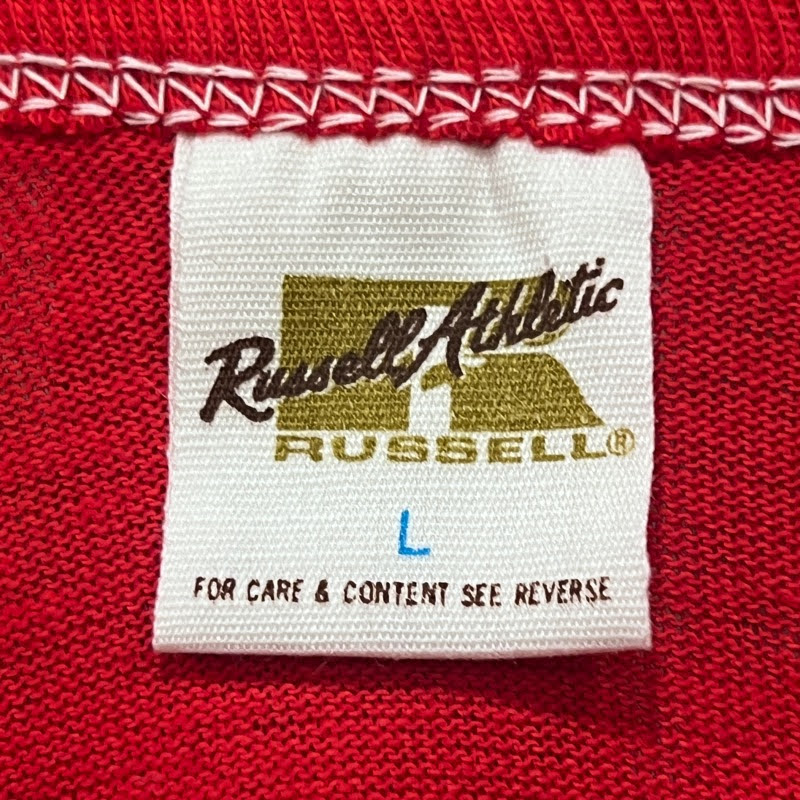 Russell Athletic
R
RUSSELL®
L
FOR CARE & CONTENT SEE REVERSE